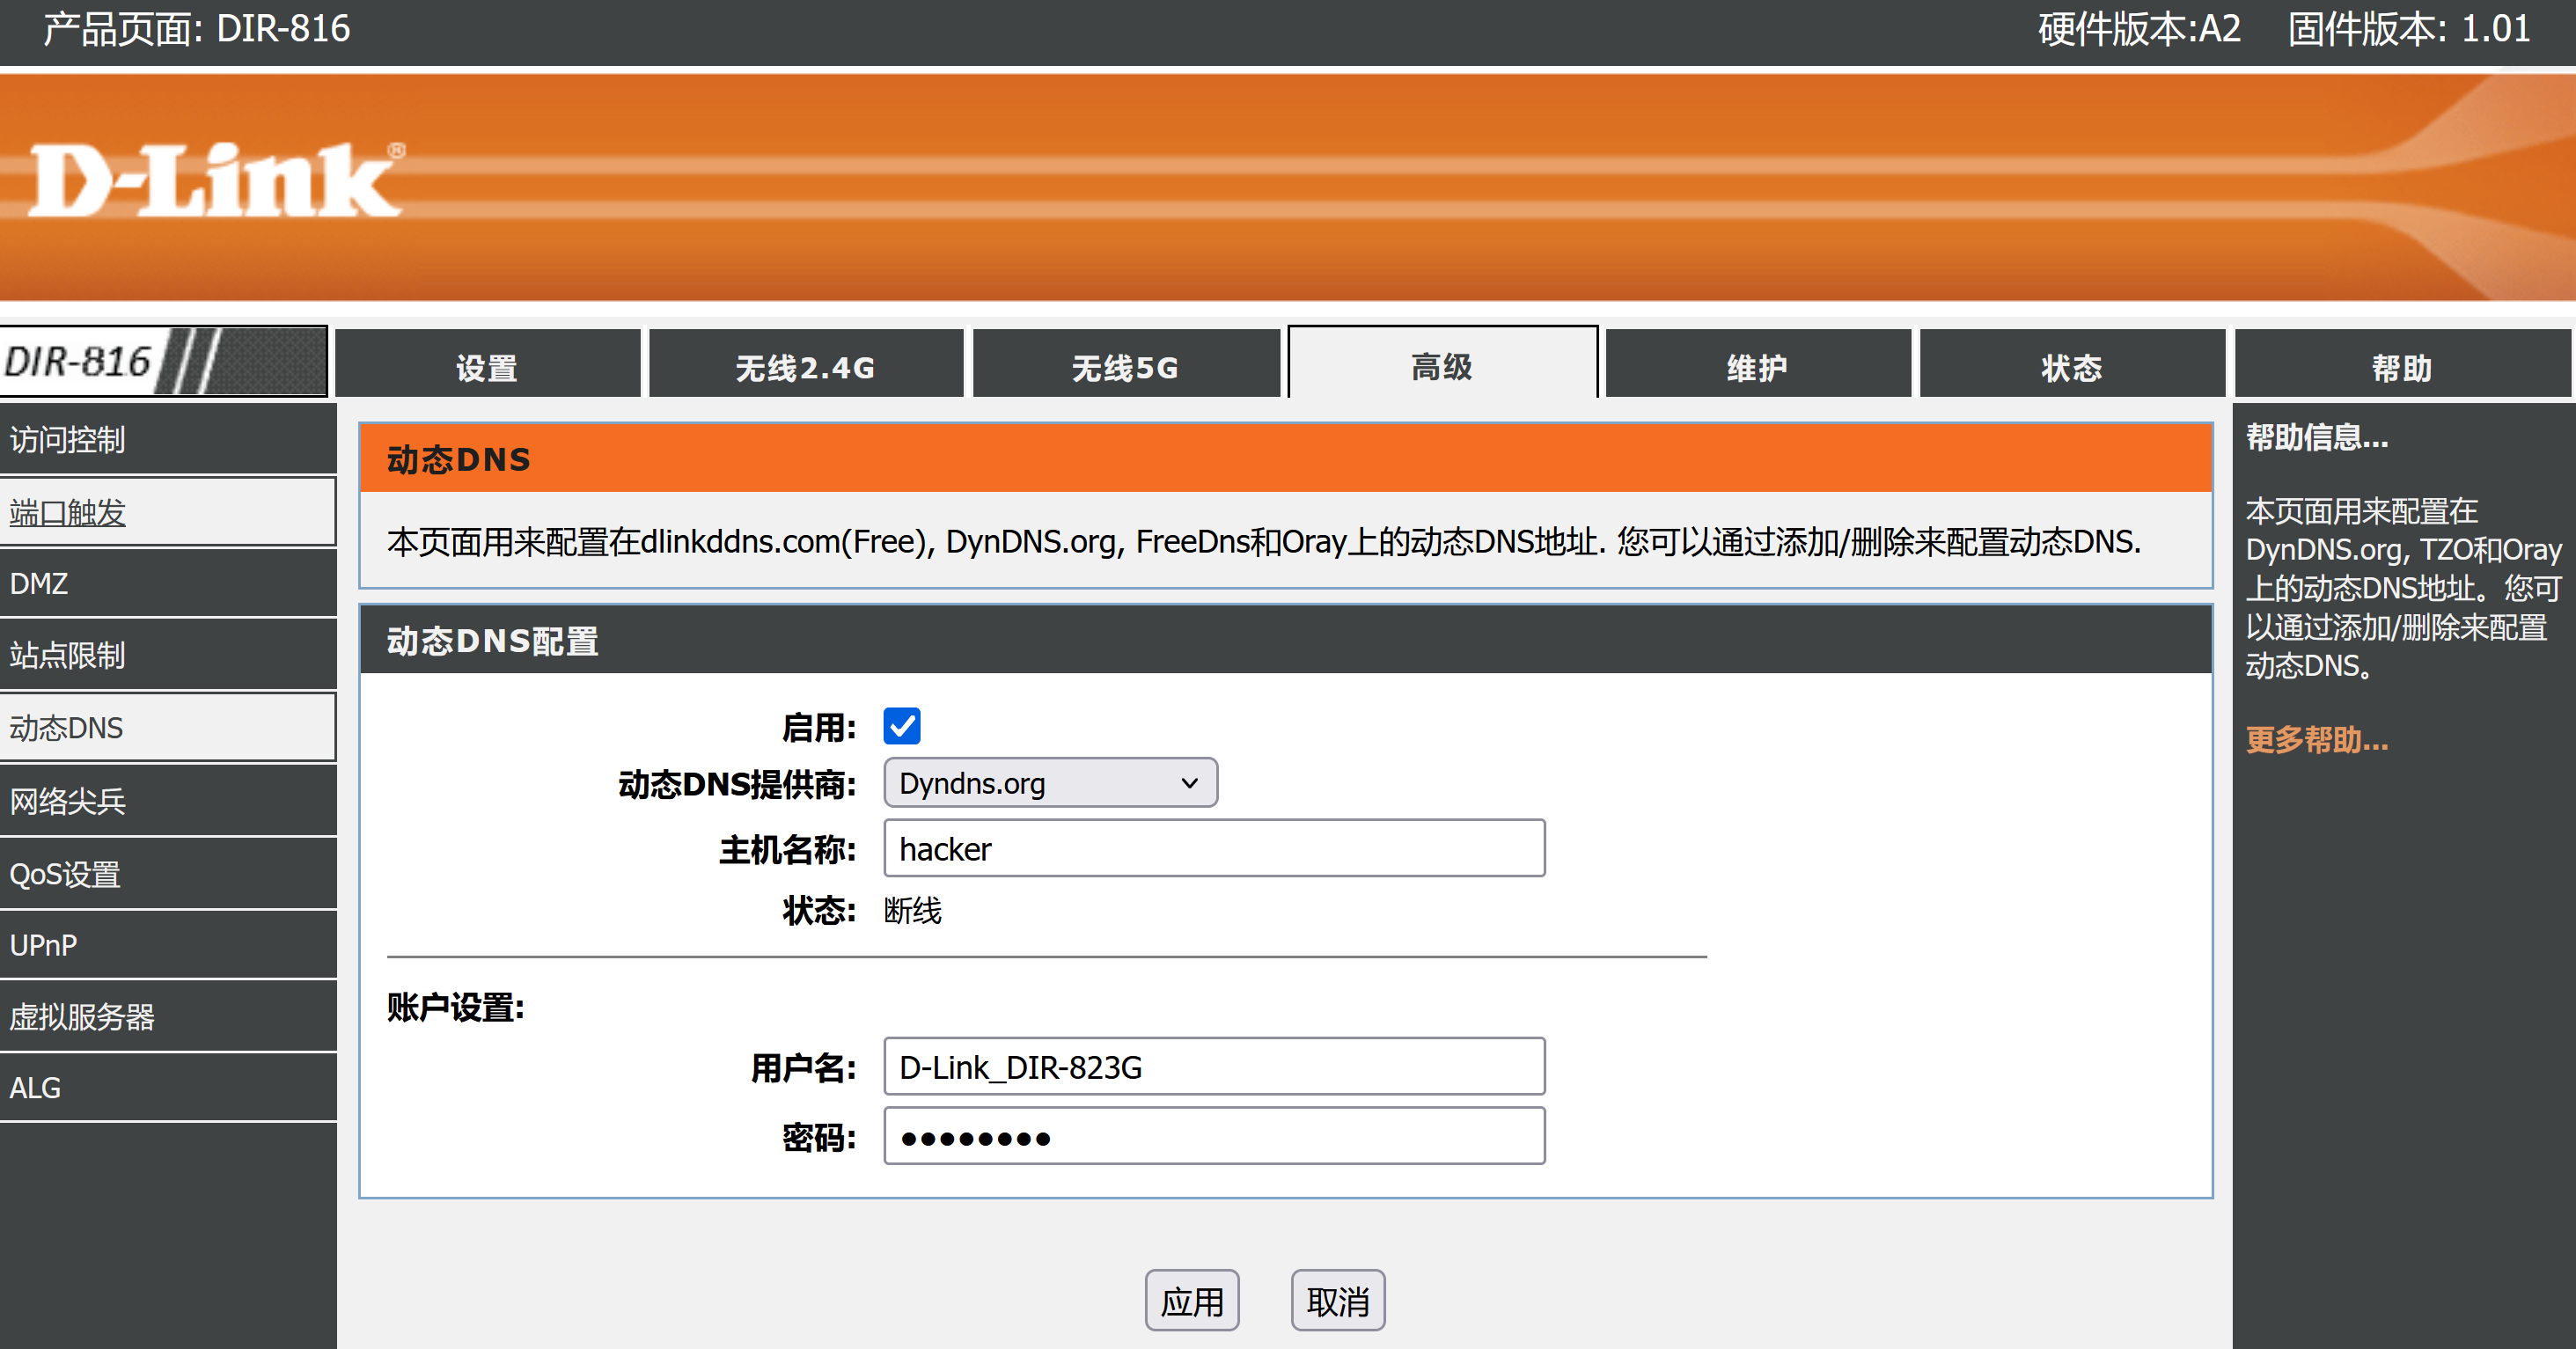 产品页面: DIR-816
硬件版本:A2 固件版本: 1.01
D-Link®
DIR-816
设置
无线2.4G
无线5G
高级
维护
状态
帮助
访问控制
端口触发
DMZ
站点限制
动态DNS
网络尖兵
QoS设置
UPnP
虚拟服务器
ALG
动态DNS
本页面用来配置在dlinkddns.com(Free), DynDNS.org, FreeDns和Oray上的动态DNS地址. 您可以通过添加/删除来配置动态DNS.
动态DNS配置
启用:
动态DNS提供商: Dyndns.org
主机名称: hacker
状态: 断线
账户设置:
用户名: D-Link_DIR-823G
密码: ●●●●●●●●
应用 取消
帮助信息...
本页面用来配置在
DynDNS.org, TZO和Oray
上的动态DNS地址。您可
以通过添加/删除来配置
动态DNS。
更多帮助...